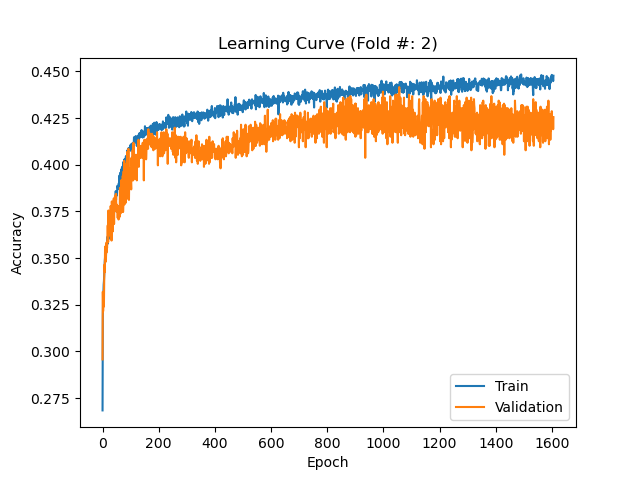 Learning Curve (Fold #: 2)
0.450
0.425
0.400
0.375
0.350
0.325
0.300
0.275
Accuracy
0 200 400 600 800 1000 1200 1400 1600
Epoch
Train
Validation